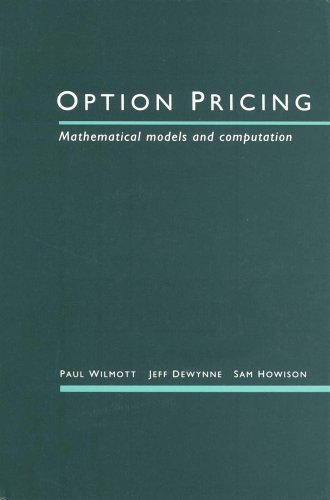 OPTION PRICING
Mathematical models and computation
PAUL WILMOTT JEFF DEWYNNE SAM HOWISON